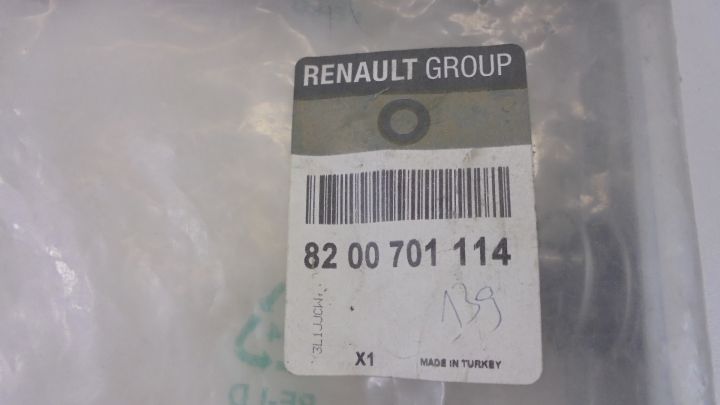 RENAULT GROUP
82 00 701 114
139
X1
MADE IN TURKEY